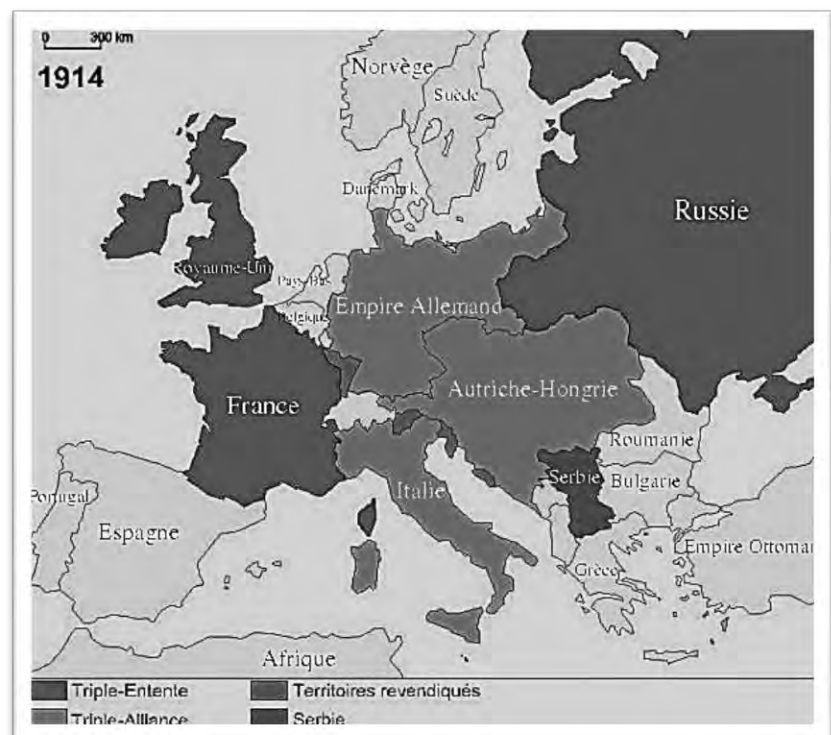 0 300 km
1914
Norvège
Suède
Danemark
Russie
Royaume-Uni
Pays-Bas
Belgique
Empire Allemand
Autriche-Hongrie
France
Roumanie
Serbie
Bulgarie
Italie
Portugal
Espagne
Empire Ottoman
Grèce
Afrique
Triple-Entente
Territoires revendiqués
Triple-Alliance
Serbie